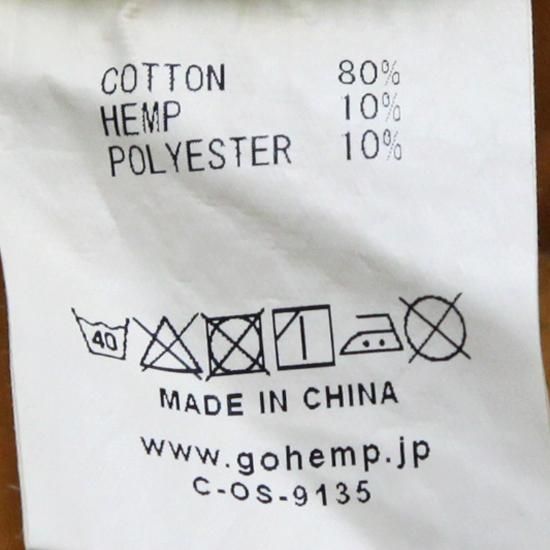 COTTON 80%
HEMP 10%
POLYESTER 10%
40
MADE IN CHINA
www.gohemp.jp
C-OS-9135